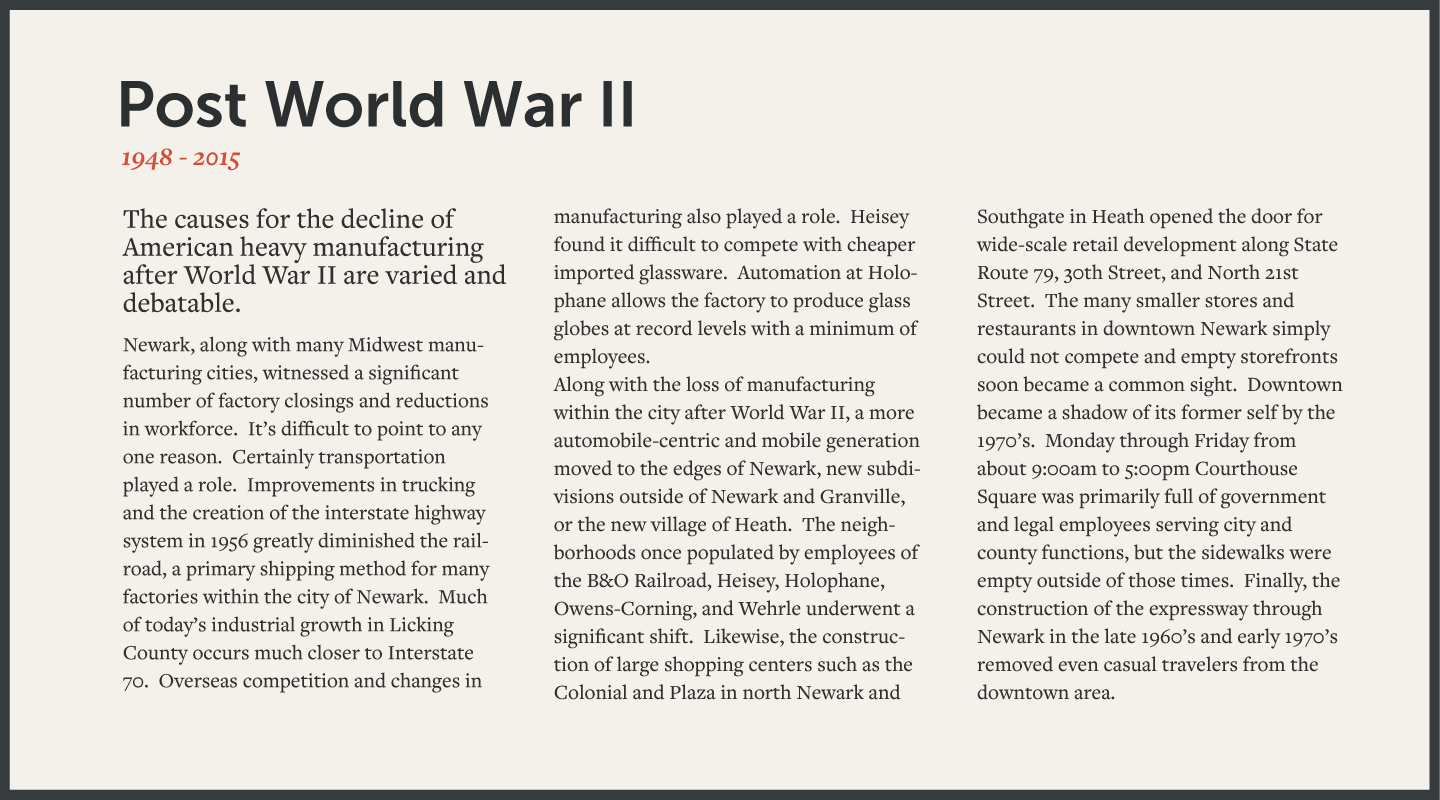 Post World War II
1948 - 2015
The causes for the decline of
American heavy manufacturing
after World War II are varied and
debatable.
Newark, along with many Midwest manu-
facturing cities, witnessed a significant
number of factory closings and reductions
in workforce.  It’s difficult to point to any
one reason.  Certainly transportation
played a role.  Improvements in trucking
and the creation of the interstate highway
system in 1956 greatly diminished the rail-
road, a primary shipping method for many
factories within the city of Newark.  Much
of today’s industrial growth in Licking
County occurs much closer to Interstate
70.  Overseas competition and changes in
manufacturing also played a role.  Heisey
found it difficult to compete with cheaper
imported glassware.  Automation at Holo-
phane allows the factory to produce glass
globes at record levels with a minimum of
employees.
Along with the loss of manufacturing
within the city after World War II, a more
automobile-centric and mobile generation
moved to the edges of Newark, new subdi-
visions outside of Newark and Granville,
or the new village of Heath.  The neigh-
borhoods once populated by employees of
the B&O Railroad, Heisey, Holophane,
Owens-Corning, and Wehrle underwent a
significant shift.  Likewise, the construc-
tion of large shopping centers such as the
Colonial and Plaza in north Newark and
Southgate in Heath opened the door for
wide-scale retail development along State
Route 79, 30th Street, and North 21st
Street.  The many smaller stores and
restaurants in downtown Newark simply
could not compete and empty storefronts
soon became a common sight.  Downtown
became a shadow of its former self by the
1970’s.  Monday through Friday from
about 9:00am to 5:00pm Courthouse
Square was primarily full of government
and legal employees serving city and
county functions, but the sidewalks were
empty outside of those times.  Finally, the
construction of the expressway through
Newark in the late 1960’s and early 1970’s
removed even casual travelers from the
downtown area.